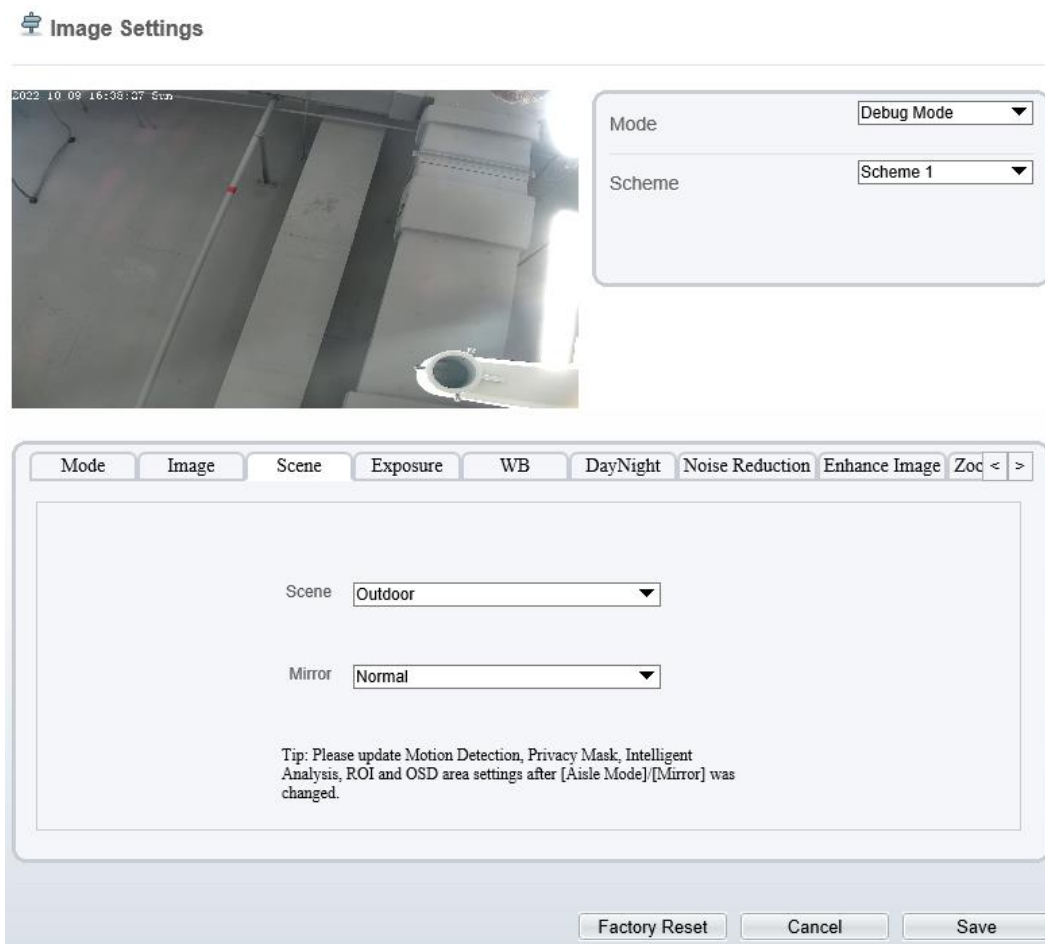 Image Settings
2022-10-09 16:38:27 Sun
Mode
Debug Mode
Scheme
Scheme 1
Mode Image Scene Exposure WB DayNight Noise Reduction Enhance Image Zoo < >
Scene
Outdoor
Mirror
Normal
Tip: Please update Motion Detection, Privacy Mask, Intelligent
Analysis, ROI and OSD area settings after [Aisle Mode]/[Mirror] was
changed.
Factory Reset Cancel Save